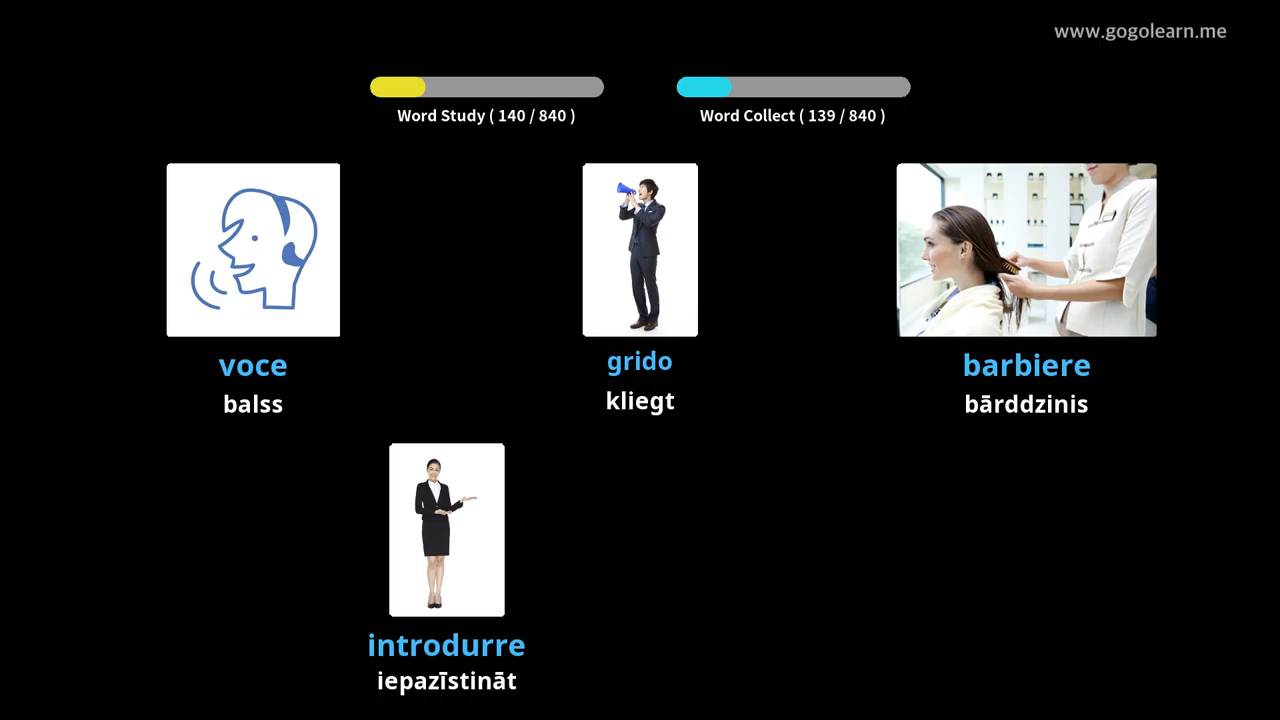 www.gogolearn.me
Word Study ( 140 / 840 )
Word Collect ( 139 / 840 )
voce
balss
grido
kliegt
barbiere
bārddzinis
introdurre
iepazīstināt